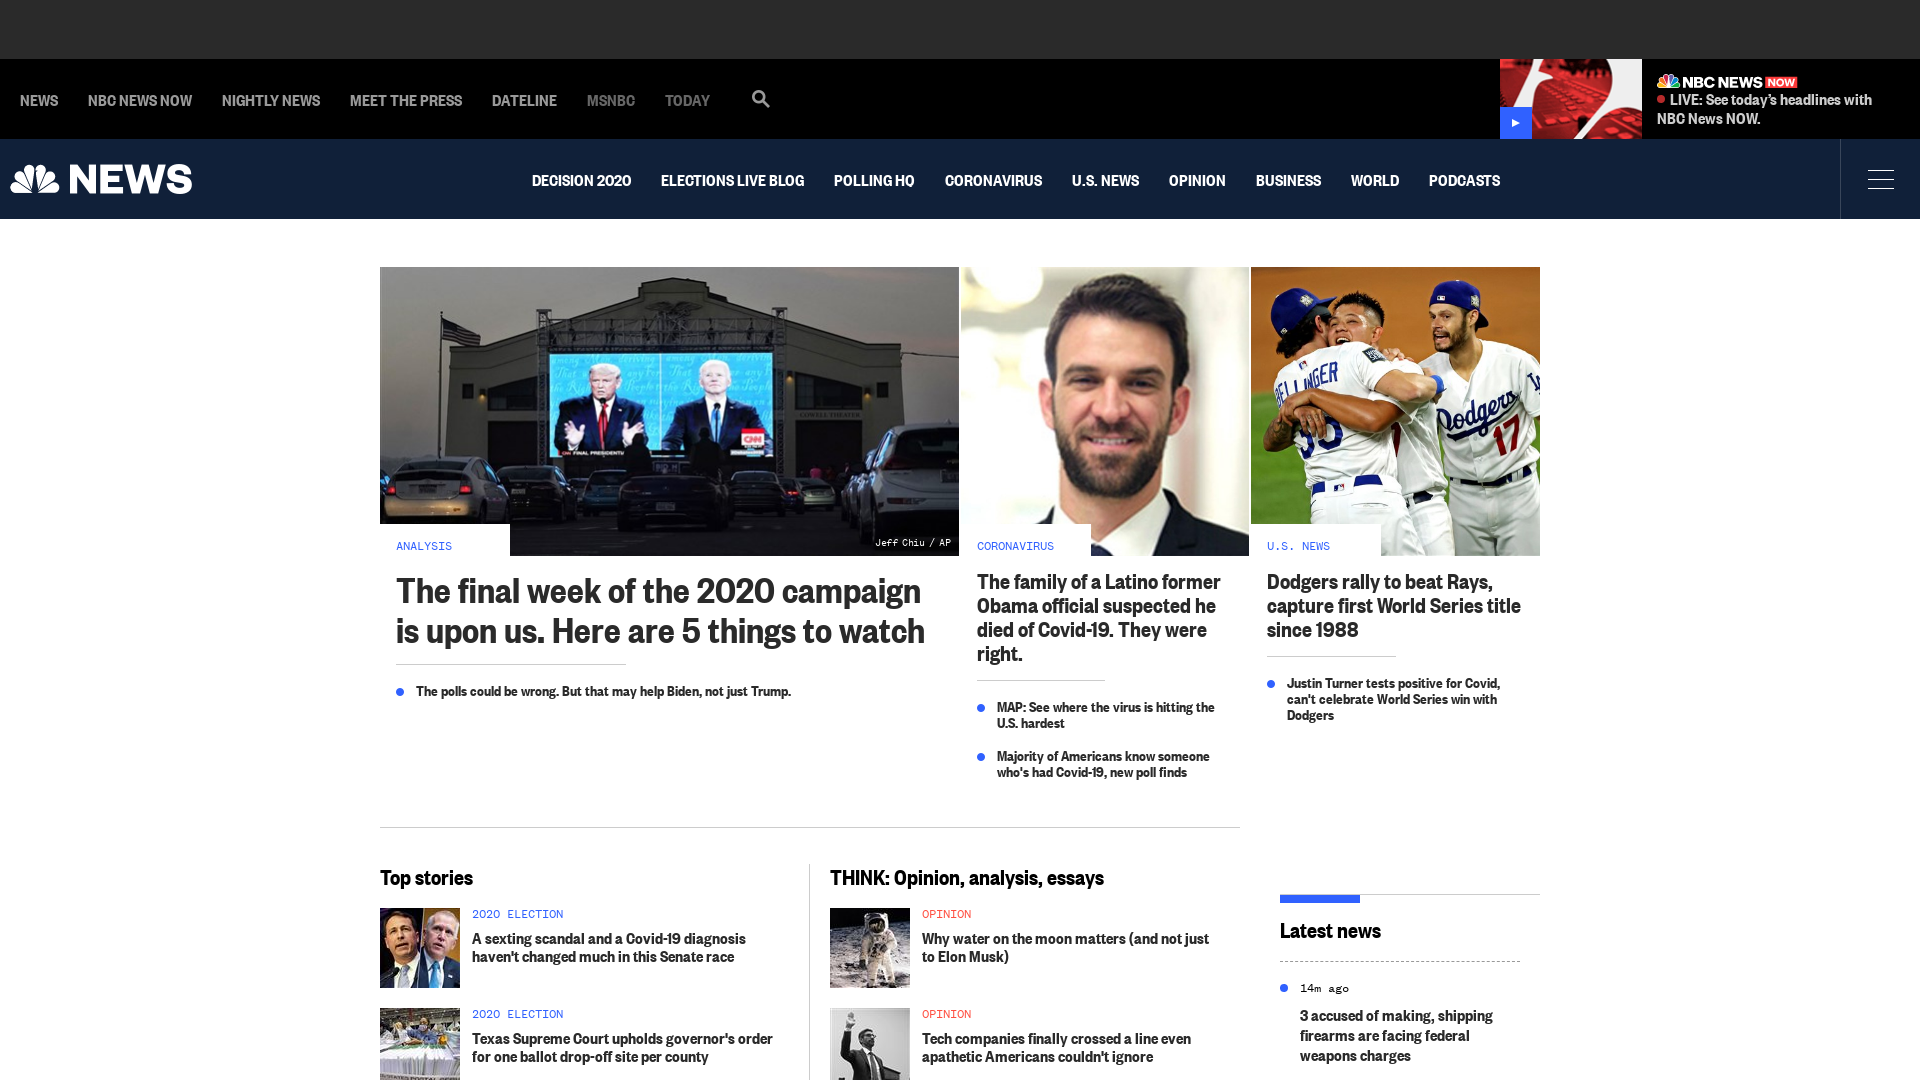 NEWS NBC NEWS NOW NIGHTLY NEWS MEET THE PRESS DATELINE MSNBC TODAY
NBC NEWS NOW
LIVE: See today's headlines with
NBC News NOW.
NEWS
DECISION 2020 ELECTIONS LIVE BLOG POLLING HQ CORONAVIRUS U.S. NEWS OPINION BUSINESS WORLD PODCASTS
COWELL THEATER
CNN
FINAL PRESIDENTI
Jeff Chiu / AP
ANALYSIS
The final week of the 2020 campaign
is upon us. Here are 5 things to watch
The polls could be wrong. But that may help Biden, not just Trump.
CORONAVIRUS
The family of a Latino former
Obama official suspected he
died of Covid-19. They were
right.
MAP: See where the virus is hitting the
U.S. hardest
Majority of Americans know someone
who's had Covid-19, new poll finds
BELLINGER
35
Dodgers
17
U.S. NEWS
Dodgers rally to beat Rays,
capture first World Series title
since 1988
Justin Turner tests positive for Covid,
can't celebrate World Series win with
Dodgers
Top stories
2020 ELECTION
A sexting scandal and a Covid-19 diagnosis
haven't changed much in this Senate race
2020 ELECTION
Texas Supreme Court upholds governor's order
for one ballot drop-off site per county
THINK: Opinion, analysis, essays
OPINION
Why water on the moon matters (and not just
to Elon Musk)
OPINION
Tech companies finally crossed a line even
apathetic Americans couldn't ignore
Latest news
14m ago
3 accused of making, shipping
firearms are facing federal
weapons charges